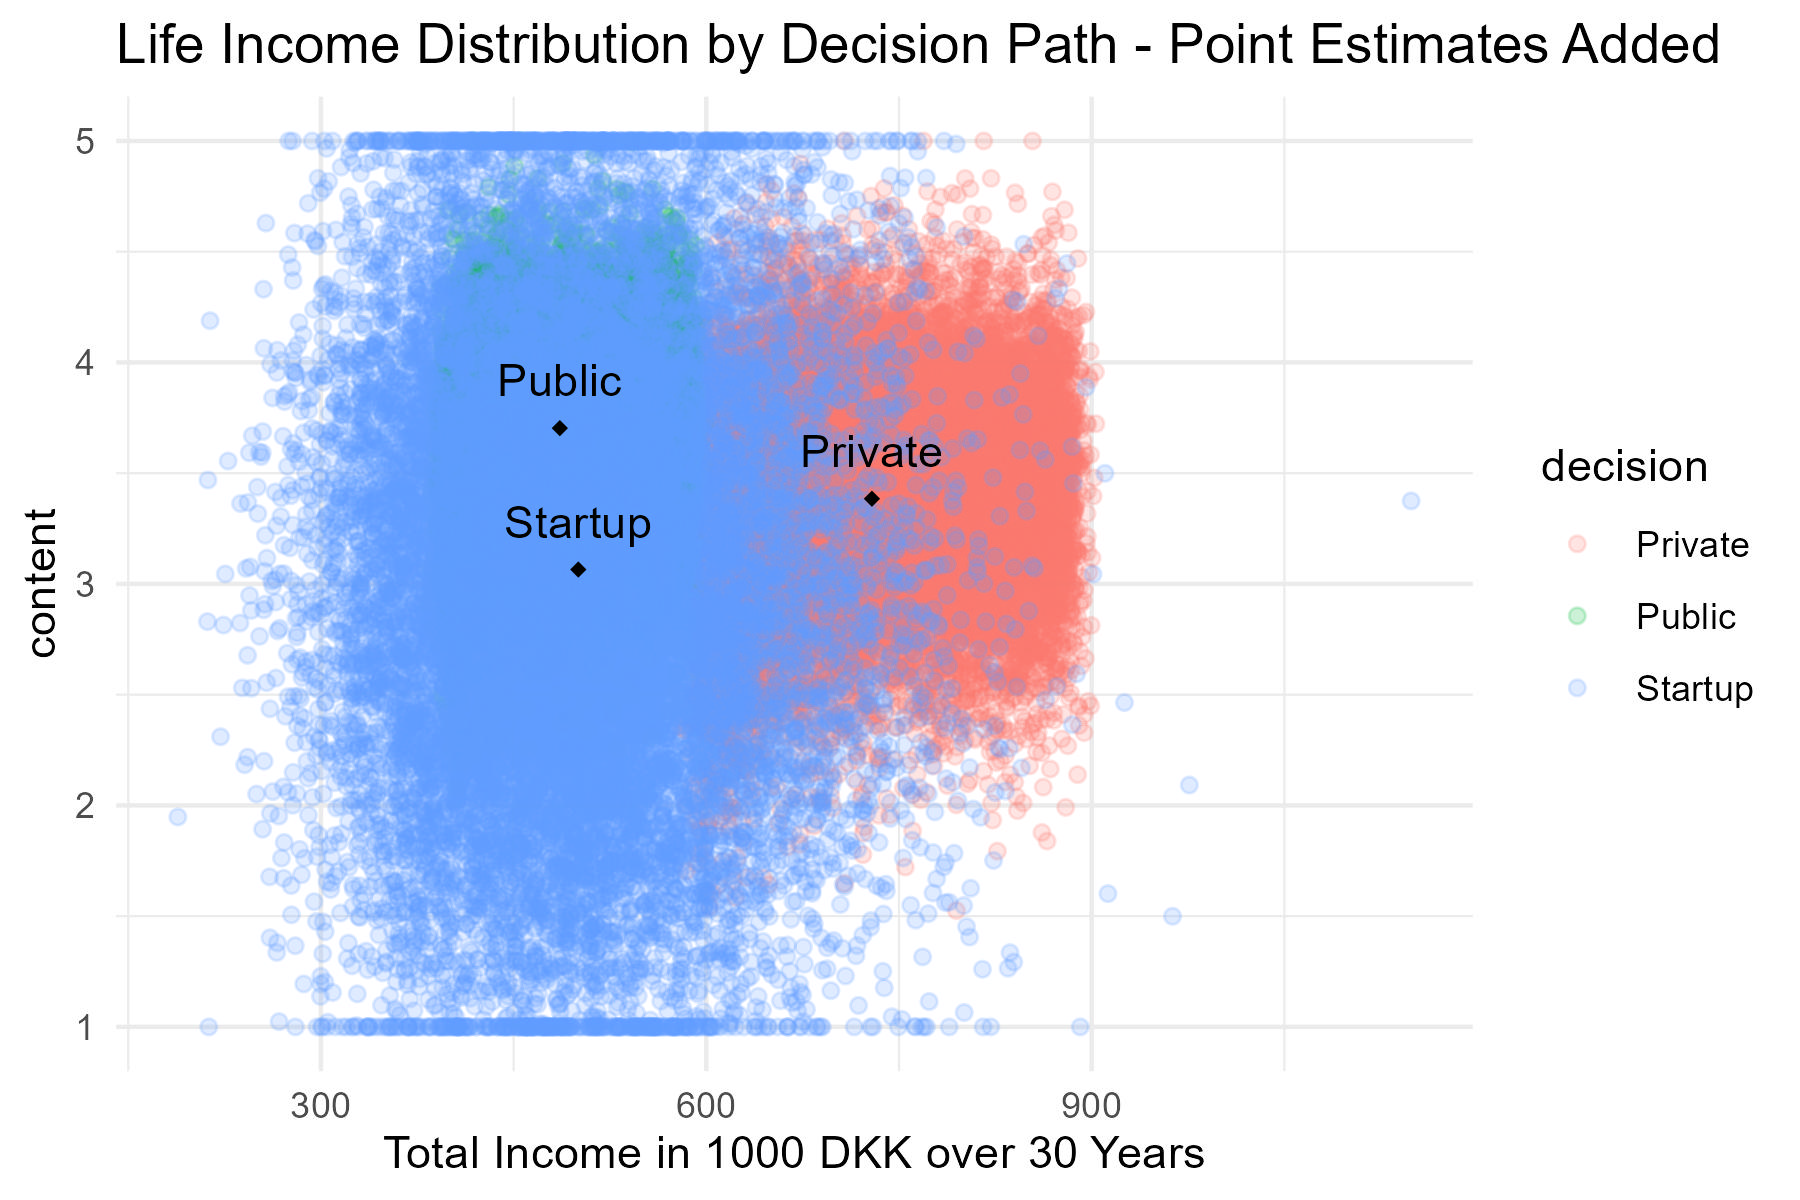 Life Income Distribution by Decision Path - Point Estimates Added
5
4
3
2
1
content
Public
Private
Startup
300
600
900
Total Income in 1000 DKK over 30 Years
decision
Private
Public
Startup